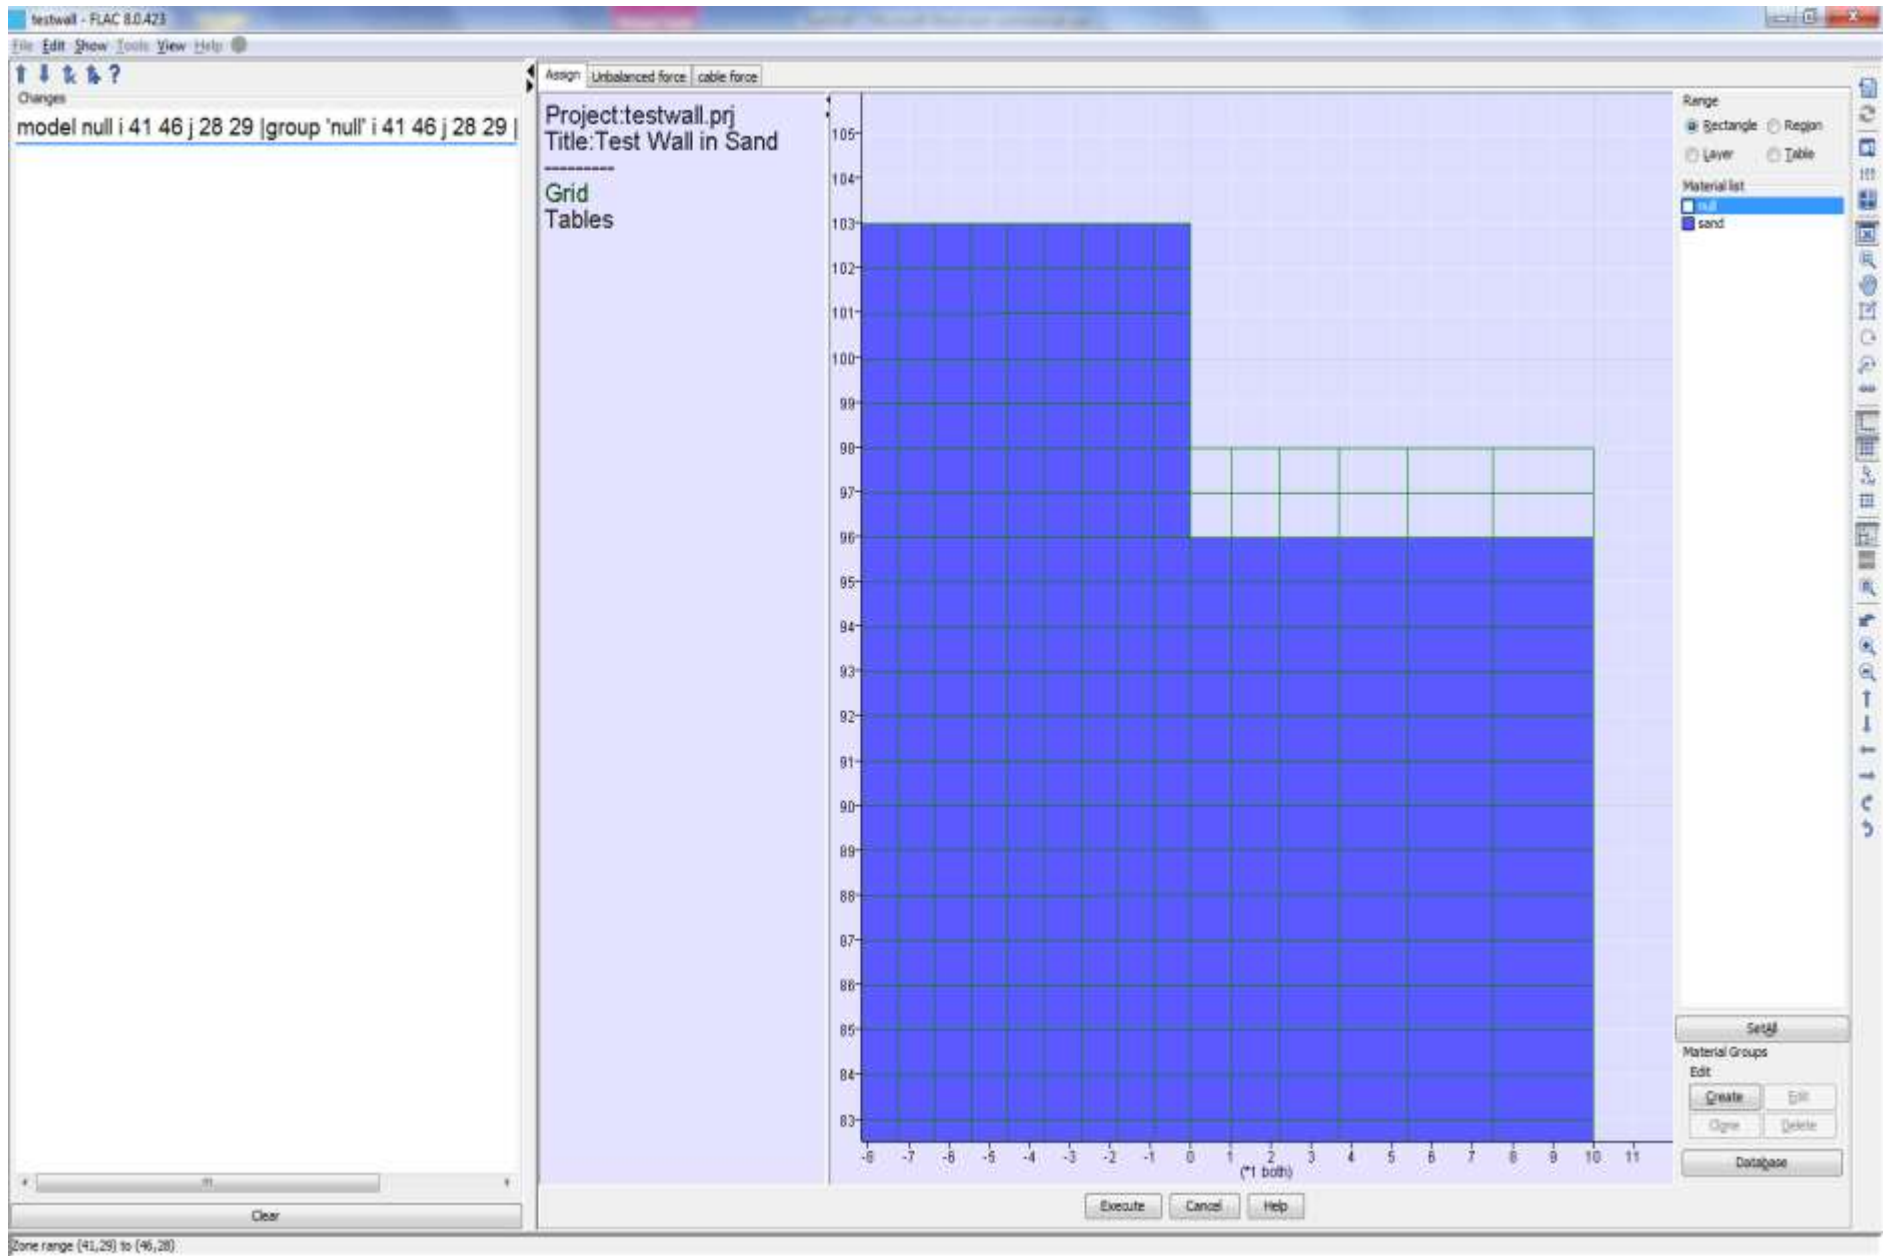 testwall - FLAC 8.0.423
File Edit Show Tools View Help
Changes
model null i 41 46 j 28 29 |group 'null' i 41 46 j 28 29 |
Clear
Zone range (41,29) to (46,28)
Assign Unbalanced force cable force
Project:testwall.prj
Title:Test Wall in Sand
---------
Grid
Tables
105
104
103
102
101
100
99
98
97
96
95
94
93
92
91
90
89
88
87
86
85
84
83
-8 -7 -6 -5 -4 -3 -2 -1 0 1 2 3 4 5 6 7 8 9 10 11
(*1 both)
Execute Cancel Help
Range
Rectangle Region
Layer Table
Material list
null
sand
SetAll
Material Groups
Edit
Create Edit
Clone Delete
Database